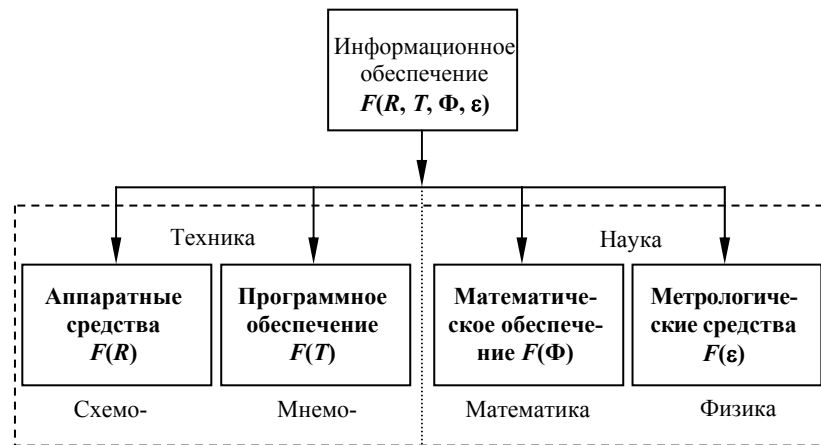 Информационное
обеспечение
F(R, T, Φ, ε)
Техника
Наука
Аппаратные
средства
F(R)
Программное
обеспечение
F(T)
Математиче-
ское обеспече-
ние F(Φ)
Метрологиче-
ские средства
F(ε)
Схемо-
Мнемо-
Математика
Физика